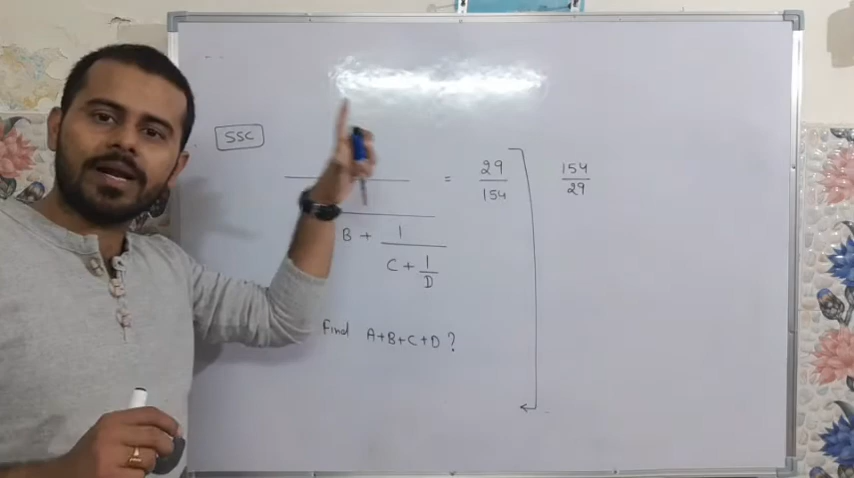 SSC
= 29/154
154/29
B + 1/(C + 1/D)
Find A+B+C+D ?